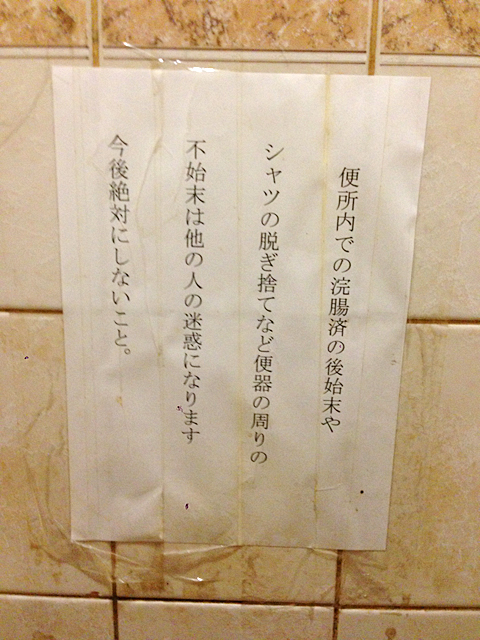 便所内での浣腸済の後始末や
シャツの脱ぎ捨てなど便器の周りの
不始末は他の人の迷惑になります
今後絶対にしないこと。